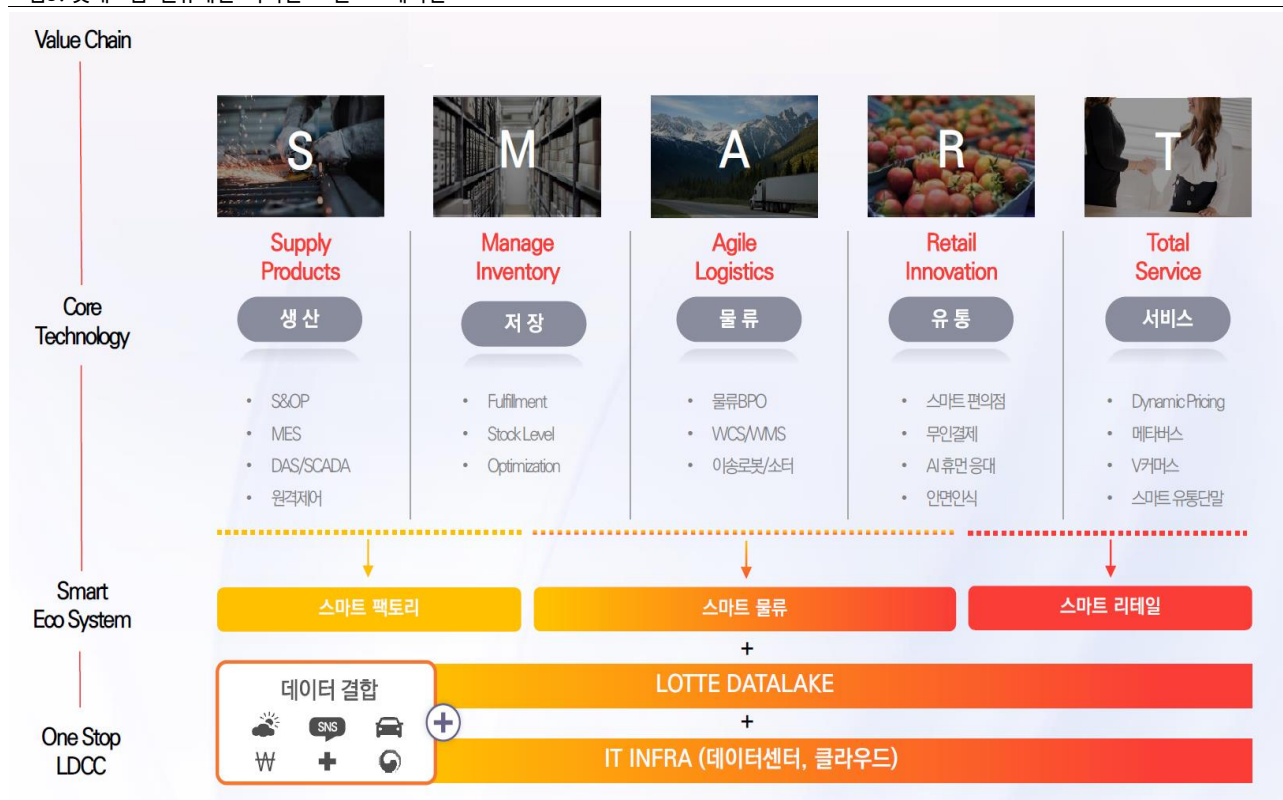 Value Chain
S
M
A
R
T
Supply
Products
Manage
Inventory
Agile
Logistics
Retail
Innovation
Total
Service
Core
Technology
생 산
저 장
물 류
유 통
서비스
• S&OP
• MES
• DAS/SCADA
• 원격제어
• Fulfillment
• Stock Level
• Optimization
• 물류BPO
• WCS/WMS
• 이송로봇/소터
• 스마트 편의점
• 무인결제
• AI 휴먼 응대
• 안면인식
• Dynamic Pricing
• 메타버스
• V커머스
• 스마트 유통단말
Smart
Eco System
스마트 팩토리
스마트 물류
스마트 리테일
+
데이터 결합
SNS
₩
+
+
LOTTE DATALAKE
+
One Stop
LDCC
IT INFRA (데이터센터, 클라우드)